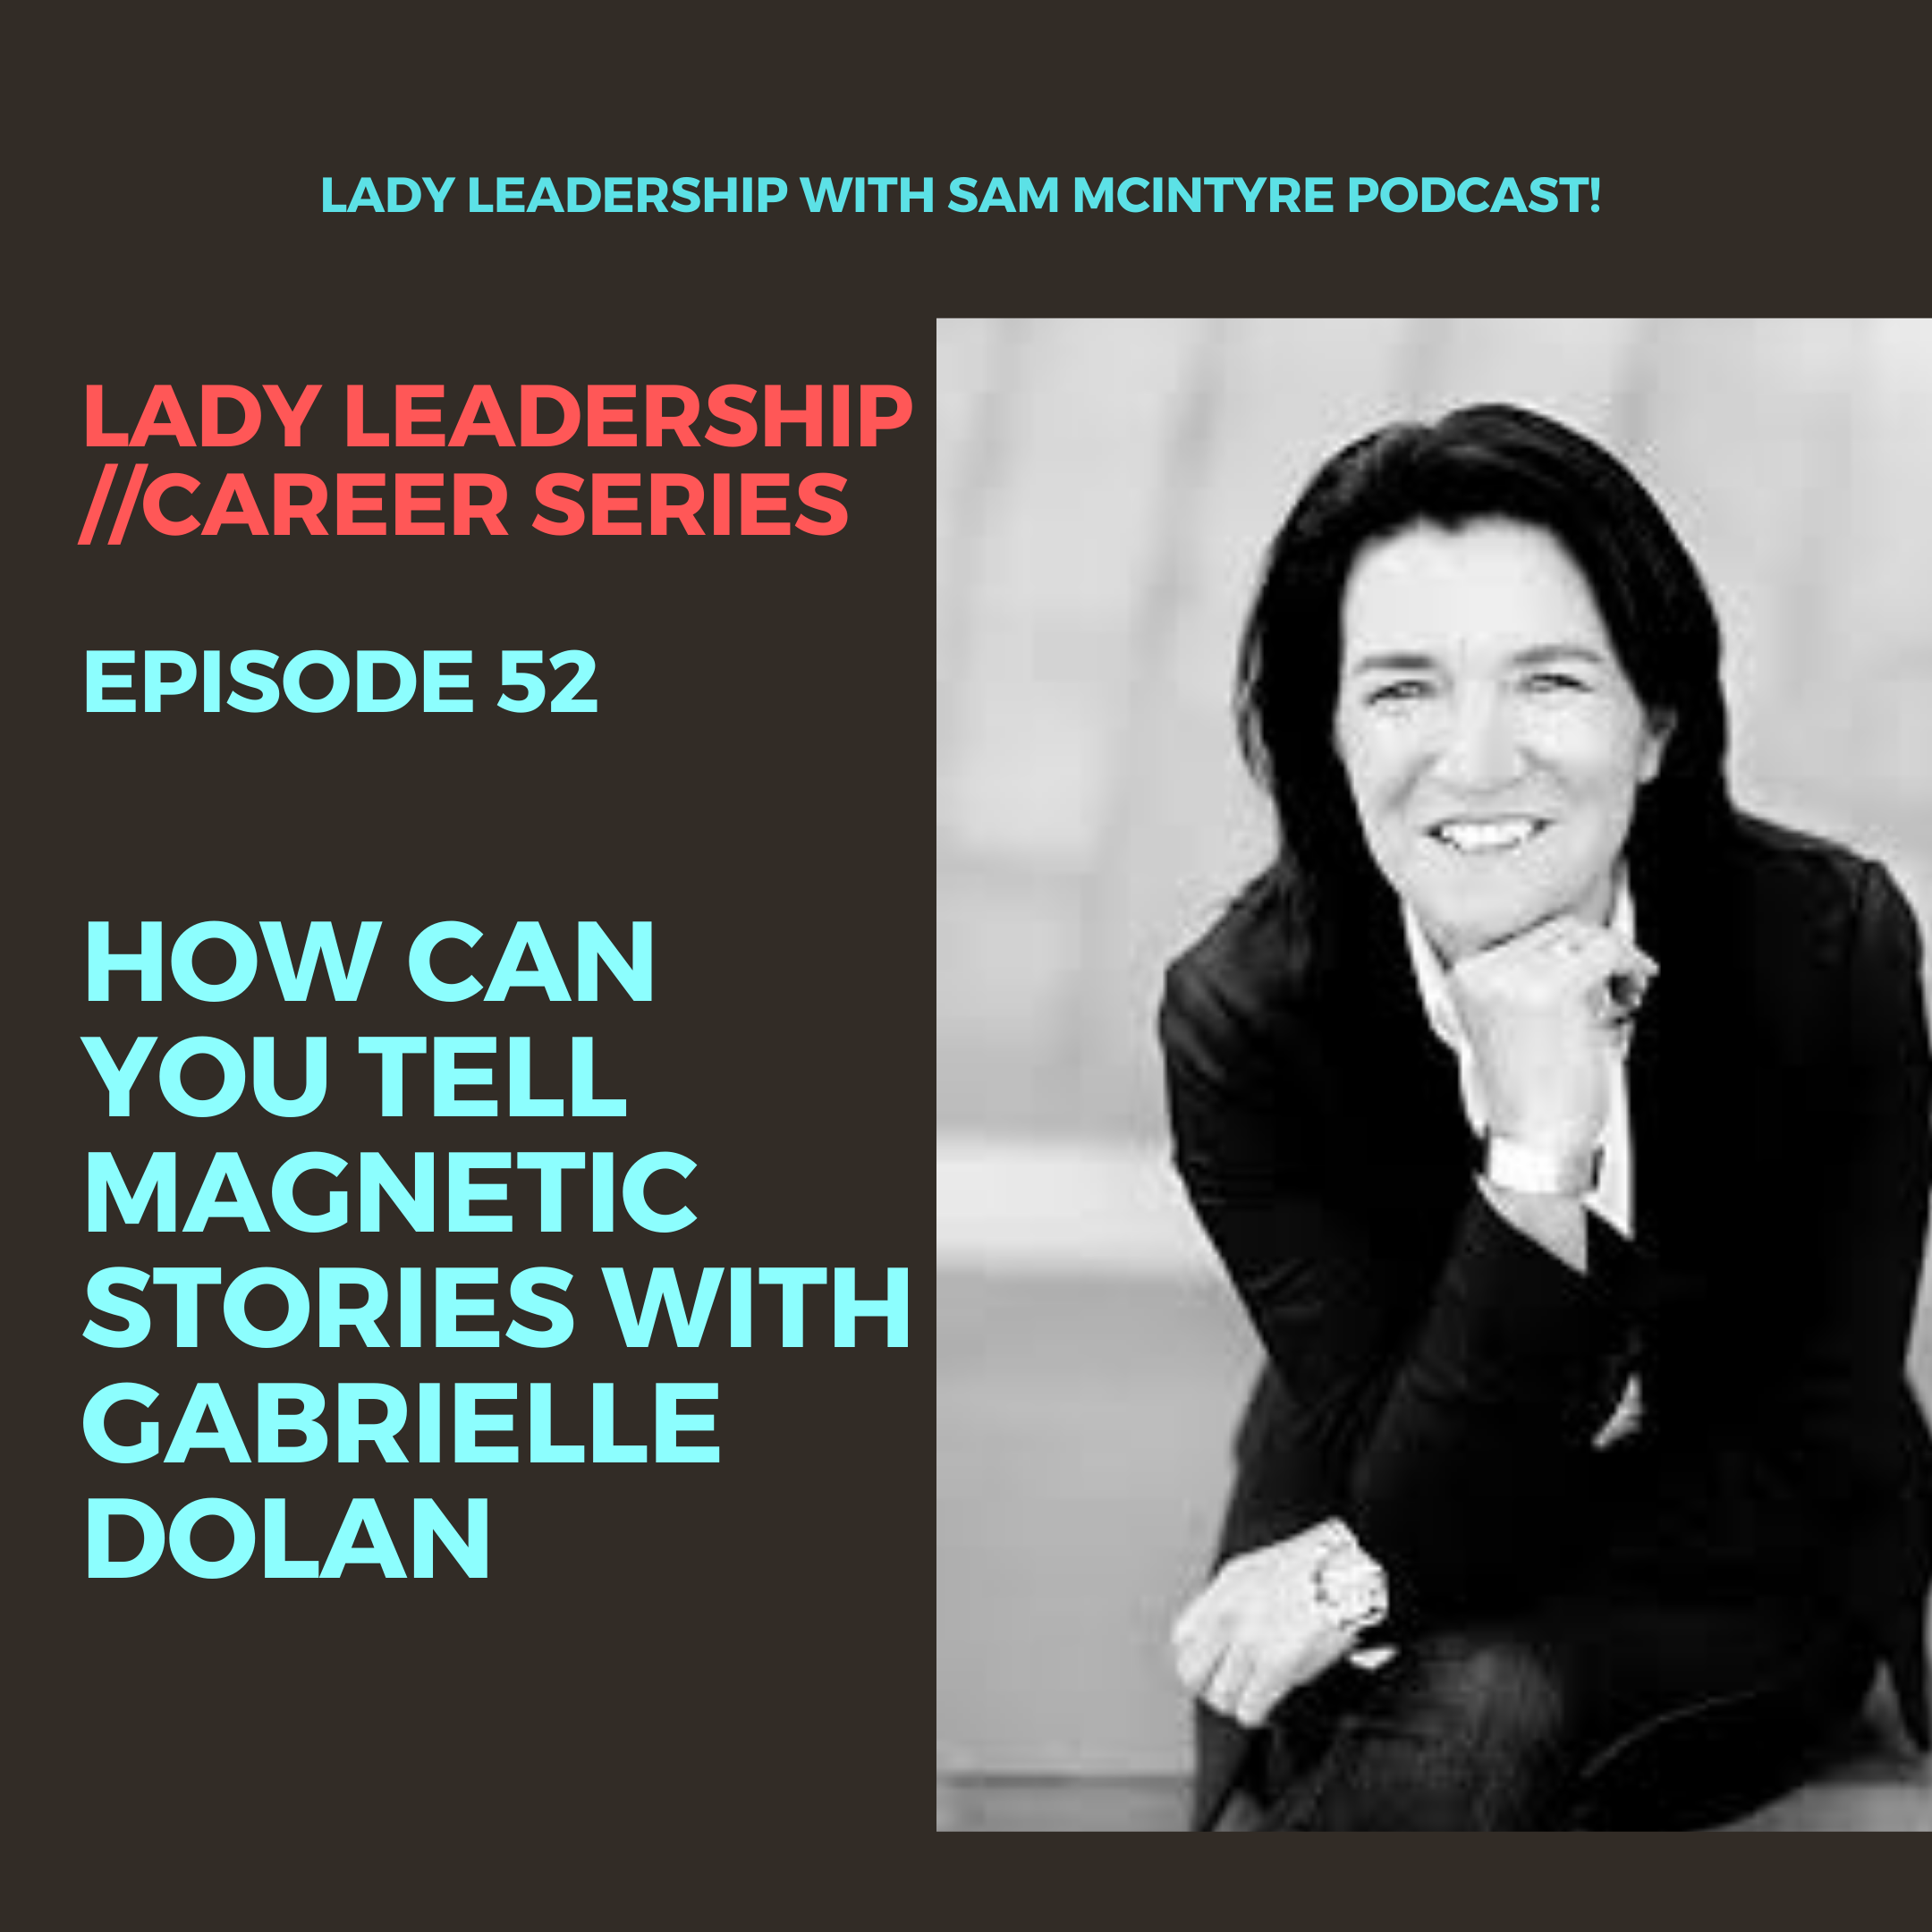 LADY LEADERSHIP WITH SAM MCINTYRE PODCAST!
LADY LEADERSHIP
//CAREER SERIES
EPISODE 52
HOW CAN
YOU TELL
MAGNETIC
STORIES WITH
GABRIELLE
DOLAN